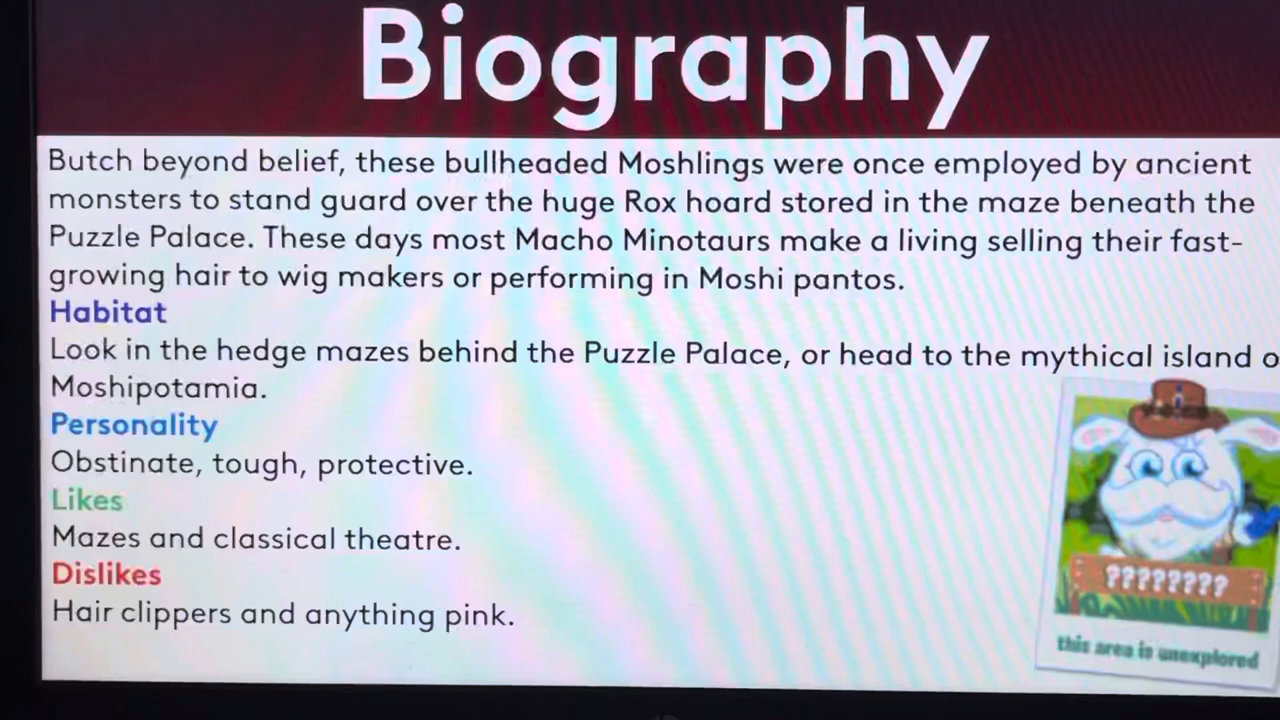 Biography
Butch beyond belief, these bullheaded Moshlings were once employed by ancient
monsters to stand guard over the huge Rox hoard stored in the maze beneath the
Puzzle Palace. These days most Macho Minotaurs make a living selling their fast-
growing hair to wig makers or performing in Moshi pantos.
Habitat
Look in the hedge mazes behind the Puzzle Palace, or head to the mythical island o
Moshipotamia.
Personality
Obstinate, tough, protective.
Likes
Mazes and classical theatre.
Dislikes
Hair clippers and anything pink.
????????
this area is unexplored